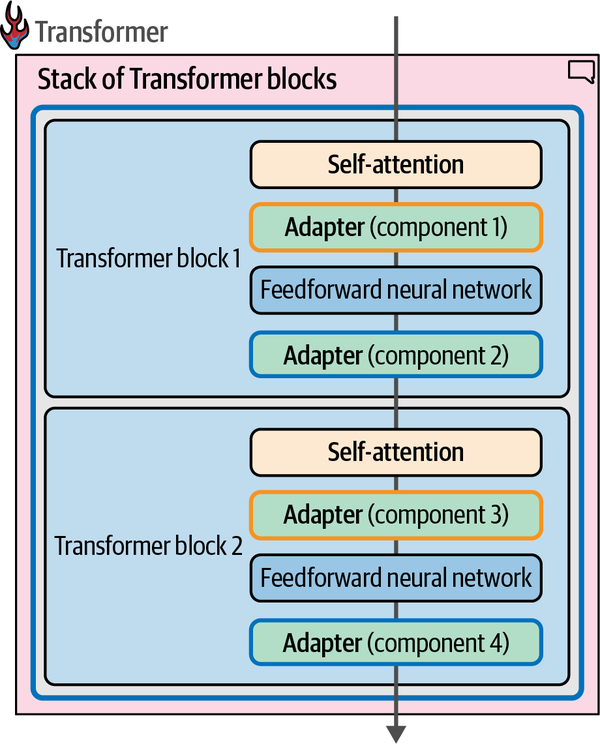 Transformer
Stack of Transformer blocks
Transformer block 1
Self-attention
Adapter (component 1)
Feedforward neural network
Adapter (component 2)
Transformer block 2
Self-attention
Adapter (component 3)
Feedforward neural network
Adapter (component 4)